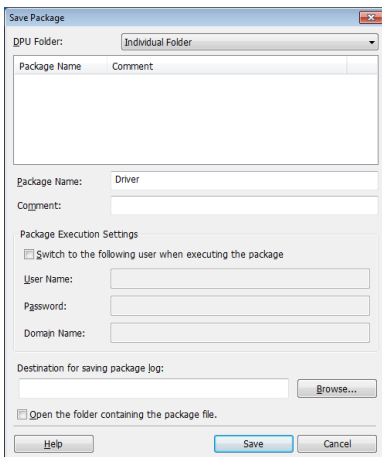 Save Package
DPU Folder: Individual Folder
Package Name Comment
Package Name: Driver
Comment:
Package Execution Settings
Switch to the following user when executing the package
User Name:
Password:
Domain Name:
Destination for saving package log:
Browse...
Open the folder containing the package file.
Help Save Cancel